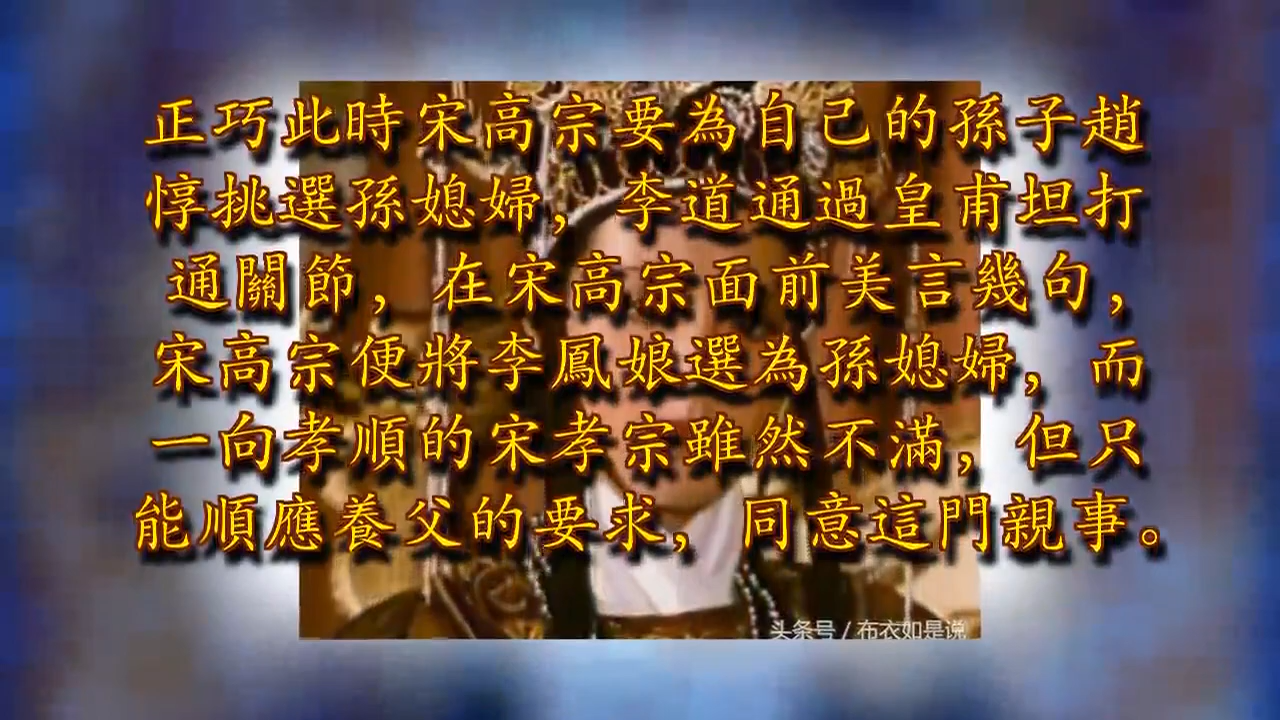 正巧此時宋高宗要為自己的孫子趙
惇挑選孫媳婦，李道通過皇甫坦打
通關節，在宋高宗面前美言幾句，
宋高宗便將李鳳娘選為孫媳婦，而
一向孝順的宋孝宗雖然不滿，但只
能順應養父的要求，同意這門親事。
头条号 / 布衣如是说